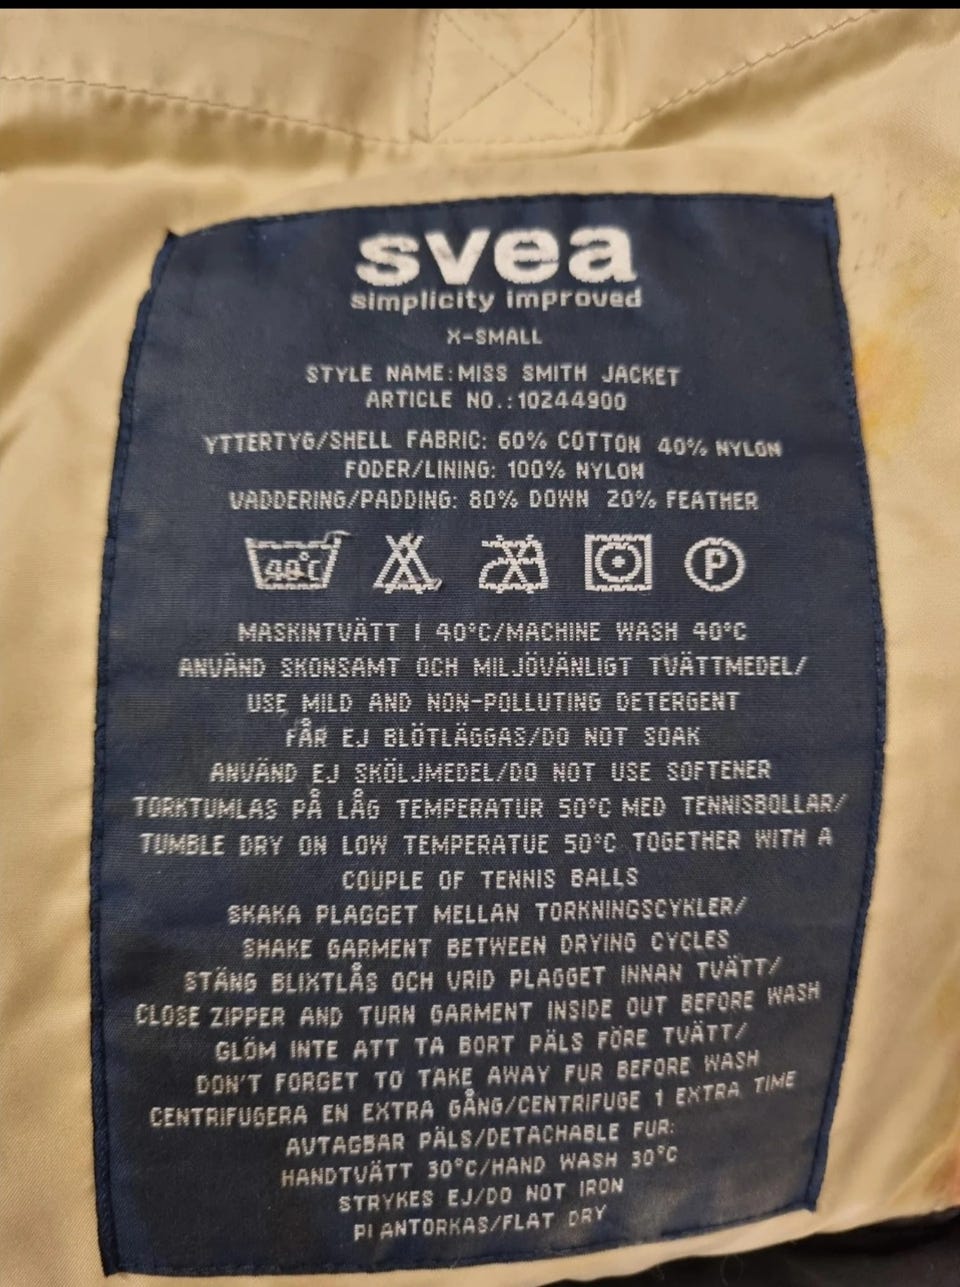 svea
simplicity improved
X-SMALL
STYLE NAME: MISS SMITH JACKET
ARTICLE NO.: 10244900
YTTERTYG/SHELL FABRIC: 60% COTTON 40% NYLON
FODER/LINING: 100% NYLON
VADDERING/PADDING: 80% DOWN 20% FEATHER
40°C P
MASKINTVÄTT I 40°C/MACHINE WASH 40°C
ANVÄND SKONSAMT OCH MILJÖVÄNLIGT TVÄTTMEDEL/
USE MILD AND NON-POLLUTING DETERGENT
FÅR EJ BLÖTLÄGGAS/DO NOT SOAK
ANVÄND EJ SKÖLJMEDEL/DO NOT USE SOFTENER
TORKTUMLAS PÅ LÅG TEMPERATUR 50°C MED TENNISBOLLAR/
TUMBLE DRY ON LOW TEMPERATUE 50°C TOGETHER WITH A
COUPLE OF TENNIS BALLS
SKAKA PLAGGET MELLAN TORKNINGSCYKLER/
SHAKE GARMENT BETWEEN DRYING CYCLES
STÄNG BLIXTLÅS OCH VRID PLAGGET INNAN TVÄTT/
CLOSE ZIPPER AND TURN GARMENT INSIDE OUT BEFORE WASH
GLÖM INTE ATT TA BORT PÄLS FÖRE TVÄTT/
DON'T FORGET TO TAKE AWAY FUR BEFORE WASH
CENTRIFUGERA EN EXTRA GÅNG/CENTRIFUGE 1 EXTRA TIME
AVTAGBAR PÄLS/DETACHABLE FUR:
HANDTVÄTT 30°C/HAND WASH 30°C
STRYKES EJ/DO NOT IRON
PLANTORKAS/FLAT DRY